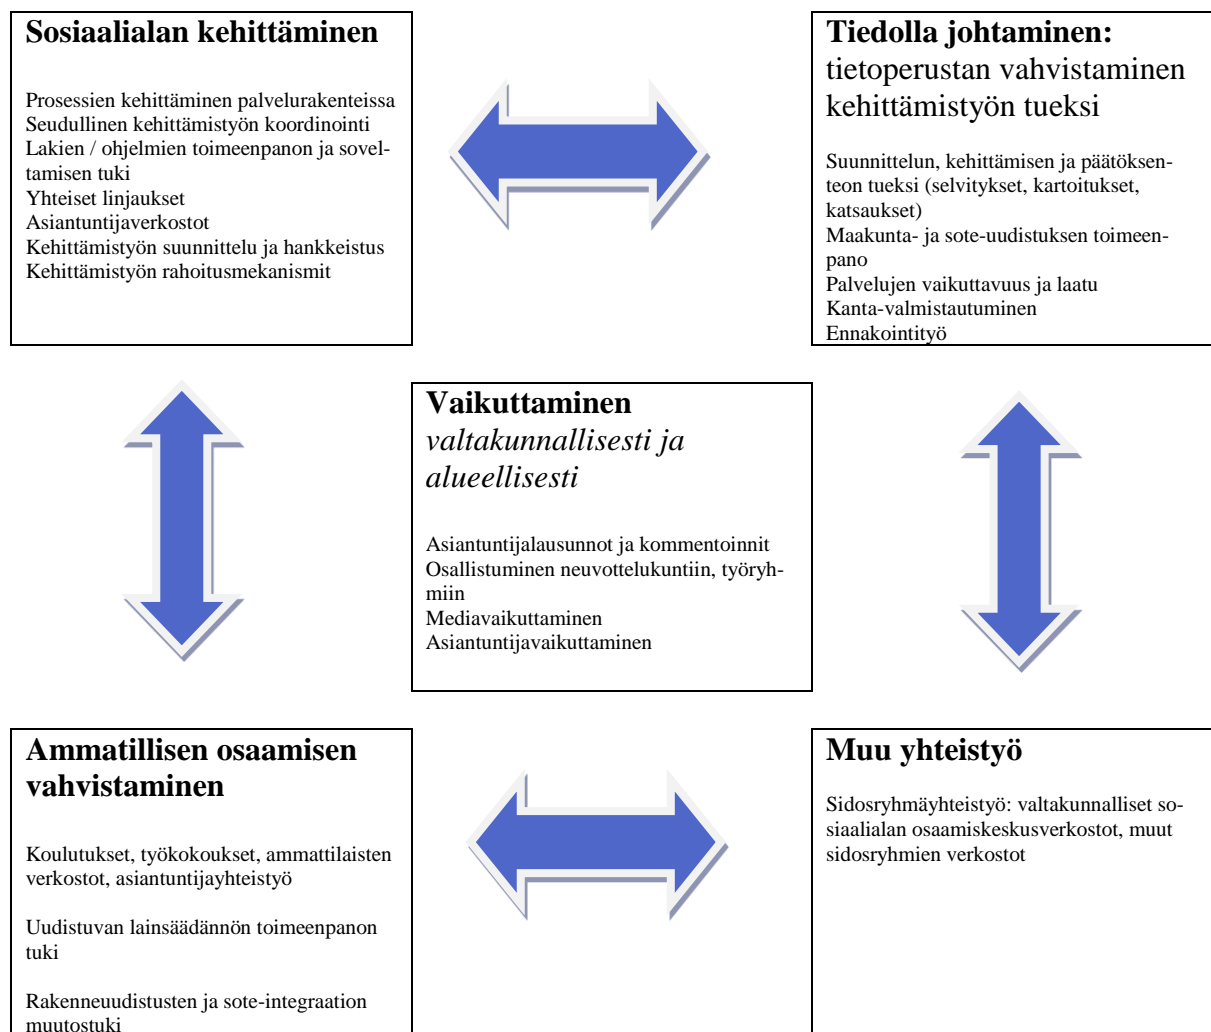 Sosiaalialan kehittäminen
Prosessien kehittäminen palvelurakenteissa
Seudullinen kehittämistyön koordinointi
Lakien / ohjelmien toimeenpanon ja sovel-
tamisen tuki
Yhteiset linjaukset
Asiantuntijaverkostot
Kehittämistyön suunnittelu ja hankkeistus
Kehittämistyön rahoitusmekanismit
Tiedolla johtaminen:
tietoperustan vahvistaminen
kehittämistyön tueksi
Suunnittelun, kehittämisen ja päätöksen-
teon tueksi (selvitykset, kartoitukset,
katsaukset)
Maakunta- ja sote-uudistuksen toimeen-
pano
Palvelujen vaikuttavuus ja laatu
Kanta-valmistautuminen
Ennakointityö
Vaikuttaminen
valtakunnallisesti ja
alueellisesti
Asiantuntijalausunnot ja kommentoinnit
Osallistuminen neuvottelukuntiin, työryh-
miin
Mediavaikuttaminen
Asiantuntijavaikuttaminen
Ammatillisen osaamisen
vahvistaminen
Koulutukset, työkokoukset, ammattilaisten
verkostot, asiantuntijayhteistyö
Uudistuvan lainsäädännön toimeenpanon
tuki
Rakenneuudistusten ja sote-integraation
muutostuki
Muu yhteistyö
Sidosryhmäyhteistyö: valtakunnalliset so-
siaalialan osaamiskeskusverkostot, muut
sidosryhmien verkostot